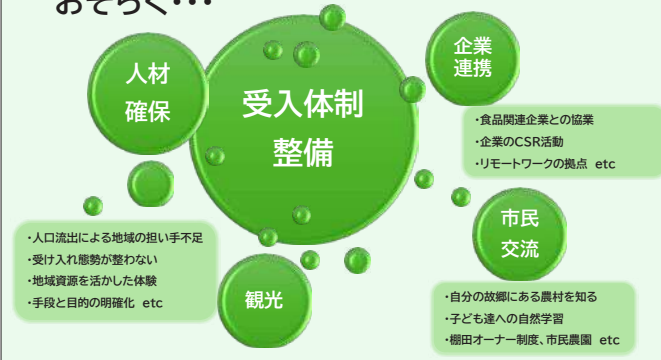 おそらく・・・
人材
確保
受入体制
整備
企業
連携
・食品関連企業との協業
・企業のCSR活動
・リモートワークの拠点 etc
市民
交流
・人口流出による地域の担い手不足
・受け入れ態勢が整わない
・地域資源を活かした体験
・手段と目的の明確化 etc
観光
・自分の故郷にある農村を知る
・子ども達への自然学習
・棚田オーナー制度、市民農園 etc